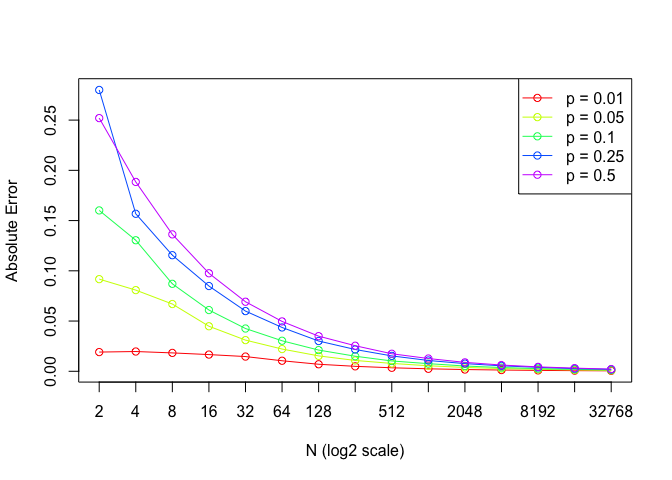 p = 0.01
p = 0.05
p = 0.1
p = 0.25
p = 0.5
Absolute Error
0.25
0.20
0.15
0.10
0.05
0.00
2 4 8 16 32 64 128 512 2048 8192 32768
N (log2 scale)